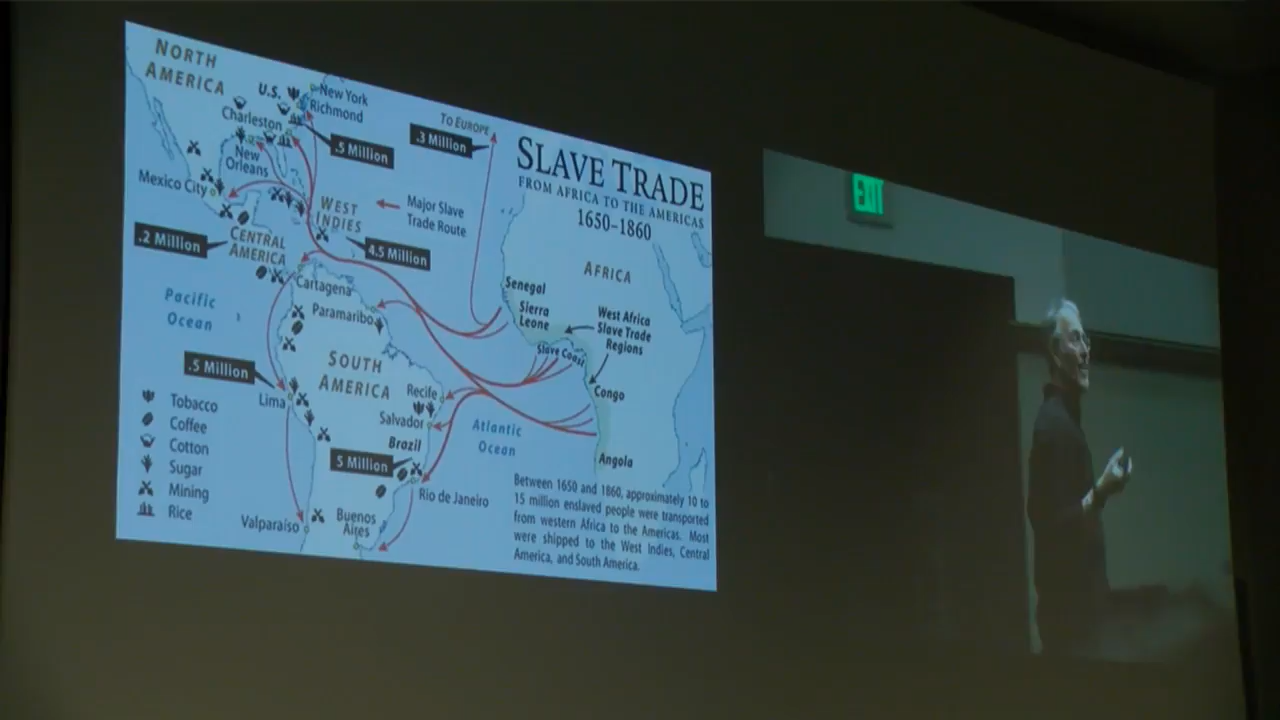 NORTH
AMERICA
U.S.
New York
Richmond
Charleston
.5 Million
New
Orleans
Mexico City
TO EUROPE
.3 Million
SLAVE TRADE
FROM AFRICA TO THE AMERICAS
1650–1860
WEST
INDIES
Major Slave
Trade Route
.2 Million
CENTRAL
AMERICA
4.5 Million
AFRICA
Cartagena
Senegal
Pacific
Ocean
Paramaribo
Sierra
Leone
West Africa
Slave Trade
Regions
Slave Coast
SOUTH
AMERICA
.5 Million
Lima
Recife
Congo
Salvador
Atlantic
Ocean
Brazil
5 Million
Angola
Rio de Janeiro
Tobacco
Coffee
Cotton
Sugar
Mining
Rice
Valparaíso
Buenos
Aires
Between 1650 and 1860, approximately 10 to
15 million enslaved people were transported
from western Africa to the Americas. Most
were shipped to the West Indies, Central
America, and South America.
EXIT